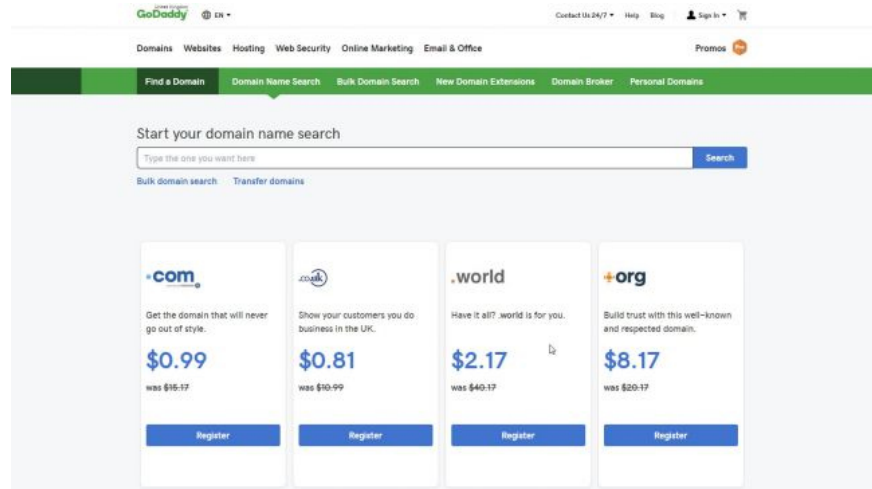 United Kingdom
GoDaddy EN Contact Us 24/7 Help Blog Sign In
Domains Websites Hosting Web Security Online Marketing Email & Office Promos
Find a Domain Domain Name Search Bulk Domain Search New Domain Extensions Domain Broker Personal Domains
Start your domain name search
Type the one you want here Search
Bulk domain search Transfer domains
.com .co.uk .world .org
Get the domain that will never Show your customers you do Have it all? .world is for you. Build trust with this well-known
go out of style. business in the UK. and respected domain.
$0.99 $0.81 $2.17 $8.17
was $15.17 was $10.99 was $40.17 was $20.17
Register Register Register Register